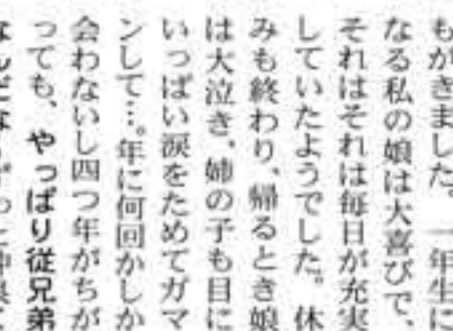 もがきました。一年生に
なる私の娘は大喜びで、
それはそれは毎日が充実
していたようでした。休
みも終わり、帰るとき娘
は大泣き、姉の子も目に
いっぱい涙をためてガマ
ンして…。年に何回かしか
会わないし四つ年がちが
っても、やっぱり従兄弟